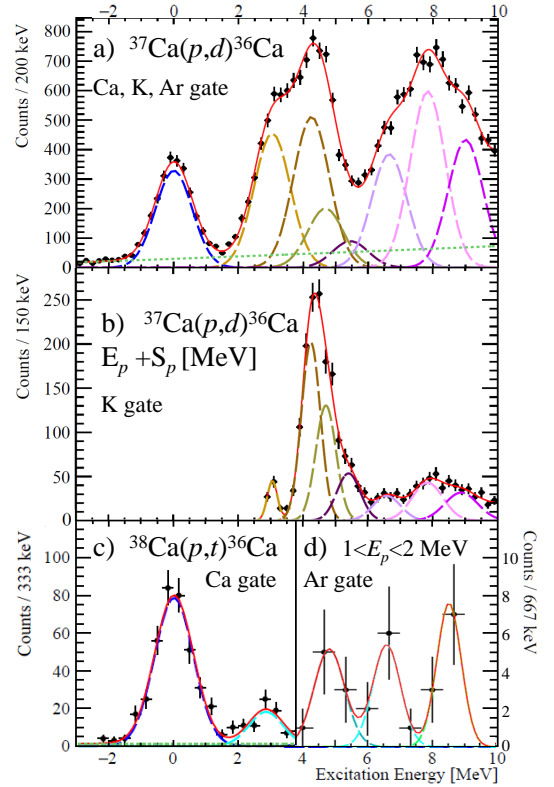 0 2 4 6 8 10
a) ³⁷Ca(p,d)³⁶Ca
Ca, K, Ar gate
Counts / 200 keV
800
700
600
500
400
300
200
100
0
b) ³⁷Ca(p,d)³⁶Ca
E_p +S_p [MeV]
K gate
Counts / 150 keV
250
200
150
100
50
0
c) ³⁸Ca(p,t)³⁶Ca
Ca gate
Counts / 333 keV
100
80
60
40
20
0
d) 1<E_p<2 MeV
Ar gate
Counts / 667 keV
10
8
6
4
2
0
0 2 4 6 8 10
Excitation Energy [MeV]